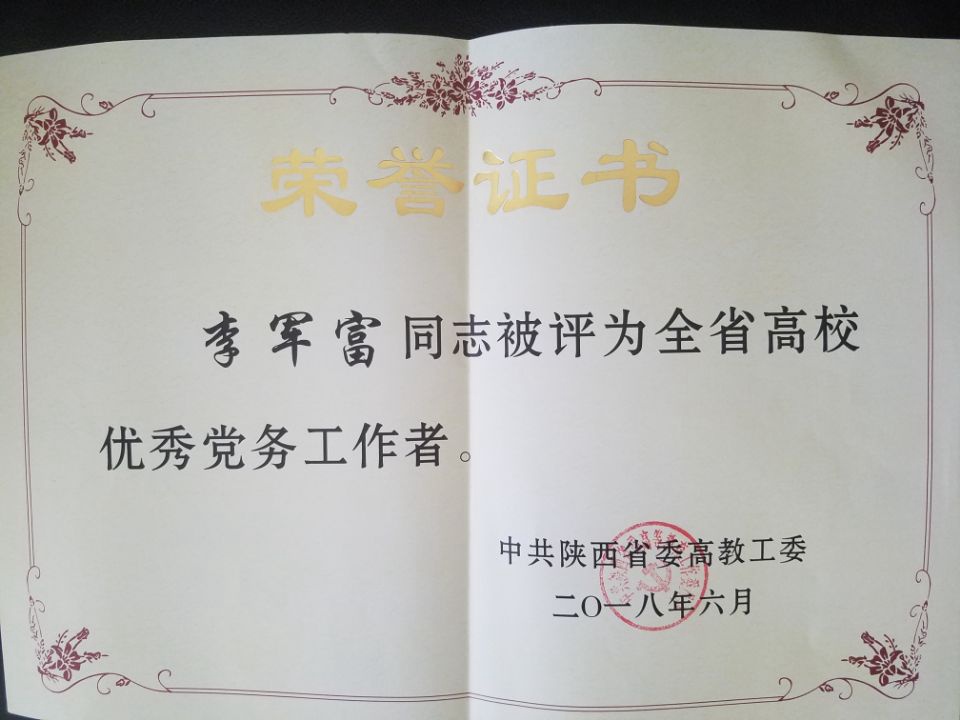 荣誉证书
李军富同志被评为全省高校
优秀党务工作者。
中共陕西省委高教工委
二〇一八年六月